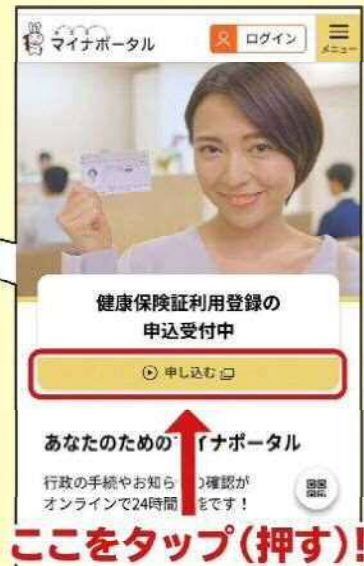 マイナポータル
ログイン
メニュー
健康保険証利用登録の
申込受付中
申し込む
あなたのための
イナポータル
行政の手続やお知ら
の確認が
オンラインで24時間
能です！
ここをタップ（押す）!